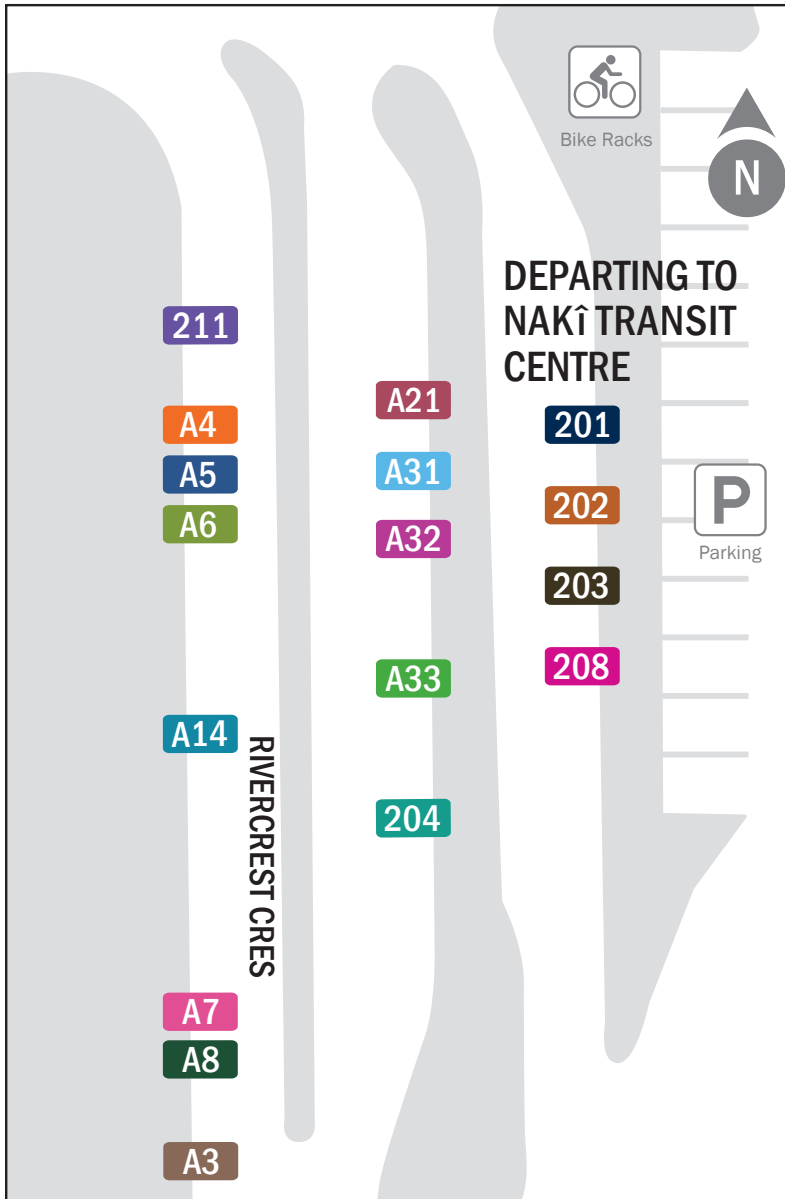 Bike Racks
N
DEPARTING TO
NAKî TRANSIT
CENTRE
211
A4
A5
A6
A14
RIVERCREST CRES
A7
A8
A3
A21
A31
A32
A33
204
201
202
203
208
P
Parking